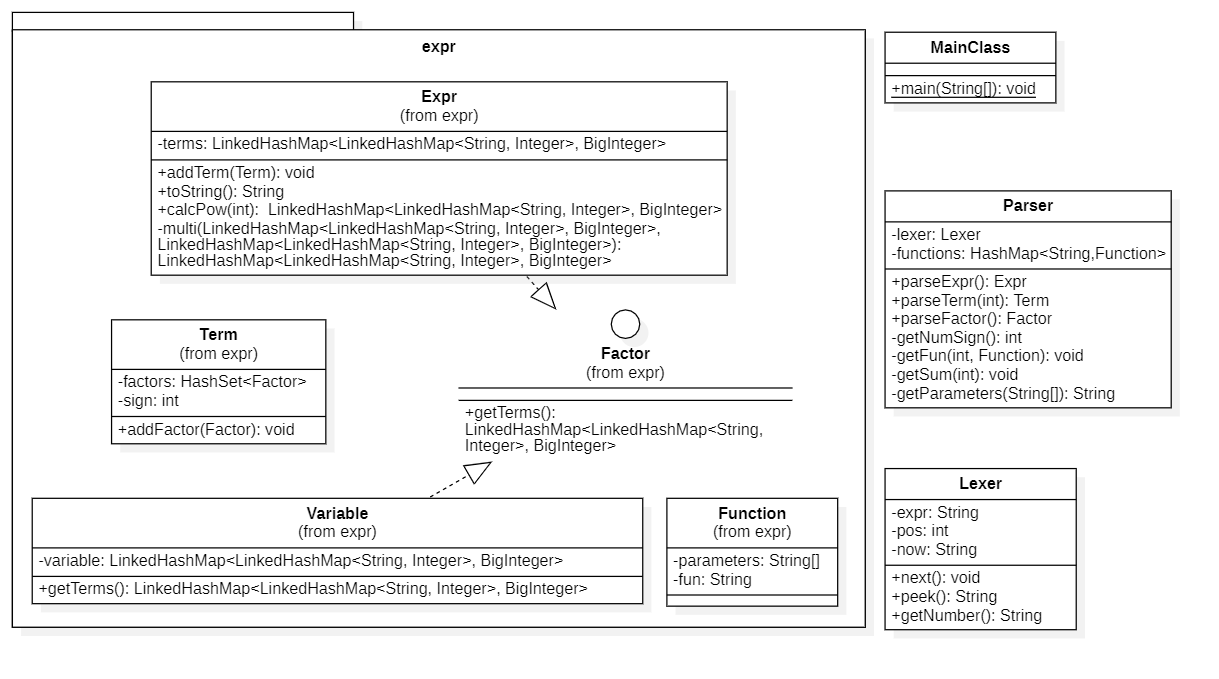 expr
Expr
(from expr)
-terms: LinkedHashMap<LinkedHashMap<String, Integer>, BigInteger>
+addTerm(Term): void
+toString(): String
+calcPow(int):  LinkedHashMap<LinkedHashMap<String, Integer>, BigInteger>
-multi(LinkedHashMap<LinkedHashMap<String, Integer>, BigInteger>,
LinkedHashMap<LinkedHashMap<String, Integer>, BigInteger>):
LinkedHashMap<LinkedHashMap<String, Integer>, BigInteger>
Term
(from expr)
-factors: HashSet<Factor>
-sign: int
+addFactor(Factor): void
Factor
(from expr)
+getTerms():
LinkedHashMap<LinkedHashMap<String,
Integer>, BigInteger>
Variable
(from expr)
-variable: LinkedHashMap<LinkedHashMap<String, Integer>, BigInteger>
+getTerms(): LinkedHashMap<LinkedHashMap<String, Integer>, BigInteger>
Function
(from expr)
-parameters: String[]
-fun: String
MainClass
+main(String[]): void
Parser
-lexer: Lexer
-functions: HashMap<String,Function>
+parseExpr(): Expr
+parseTerm(int): Term
+parseFactor(): Factor
-getNumSign(): int
-getFun(int, Function): void
-getSum(int): void
-getParameters(String[]): String
Lexer
-expr: String
-pos: int
-now: String
+next(): void
+peek(): String
+getNumber(): String